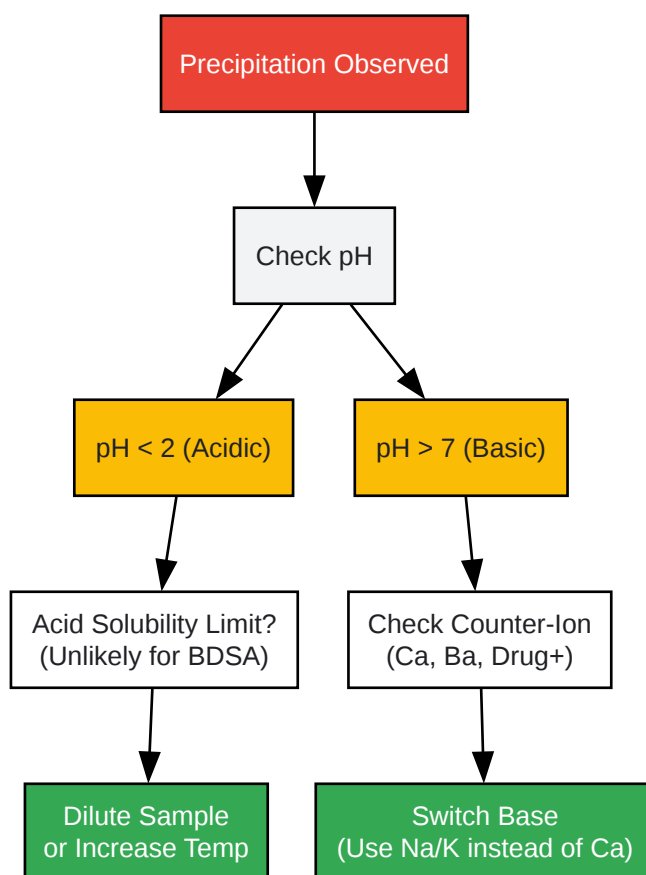 Precipitation Observed
Check pH
pH < 2 (Acidic)
pH > 7 (Basic)
Acid Solubility Limit?
(Unlikely for BDSA)
Check Counter-Ion
(Ca, Ba, Drug+)
Dilute Sample
or Increase Temp
Switch Base
(Use Na/K instead of Ca)